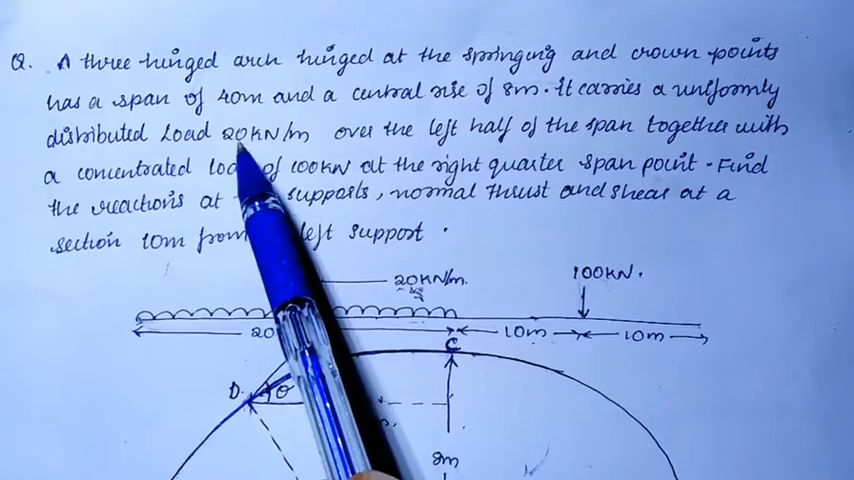 Q. A three hinged arch hinged at the springing and crown points
has a span of 40m and a central rise of 8m. it carries a uniformly
distributed Load 20KN/m over the left half of the span together with
a concentrated of 100KN at the right quarter span point. Find
the reactions at supports, normal thrust and shear at a
section 10m from left support.
20KN/m. 100KN.
20 10m 10m
C
D θ
8m